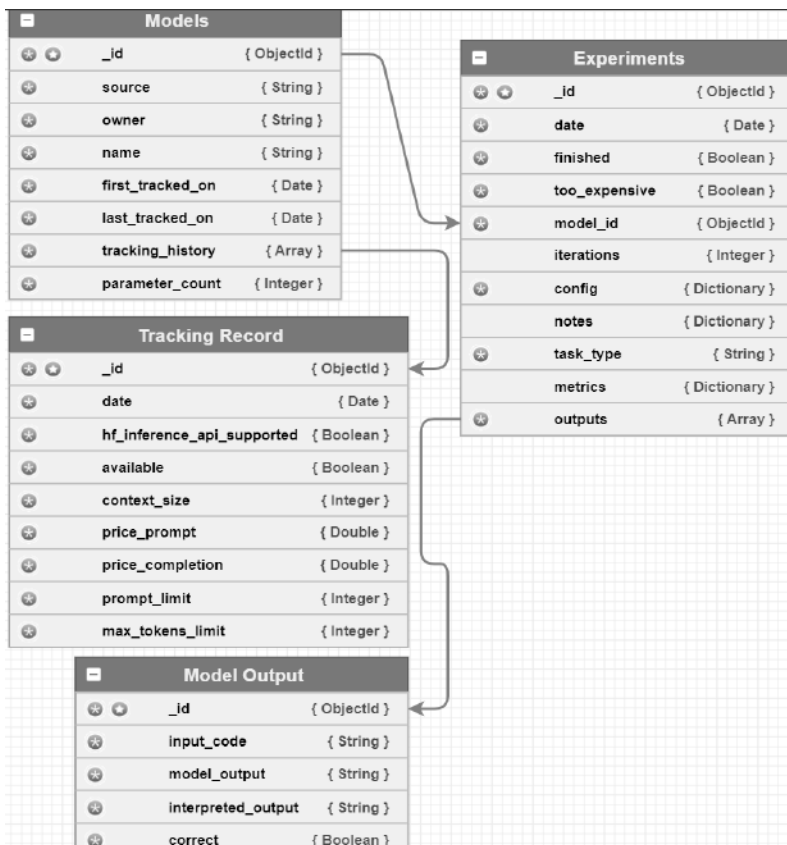 Models
_id { ObjectId }
source { String }
owner { String }
name { String }
first_tracked_on { Date }
last_tracked_on { Date }
tracking_history { Array }
parameter_count { Integer }
Experiments
_id { ObjectId }
date { Date }
finished { Boolean }
too_expensive { Boolean }
model_id { ObjectId }
iterations { Integer }
config { Dictionary }
notes { Dictionary }
task_type { String }
metrics { Dictionary }
outputs { Array }
Tracking Record
_id { ObjectId }
date { Date }
hf_inference_api_supported { Boolean }
available { Boolean }
context_size { Integer }
price_prompt { Double }
price_completion { Double }
prompt_limit { Integer }
max_tokens_limit { Integer }
Model Output
_id { ObjectId }
input_code { String }
model_output { String }
interpreted_output { String }
correct { Boolean }